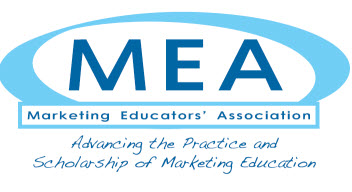 MEA
Marketing Educators' Association
Advancing the Practice and
Scholarship of Marketing Education